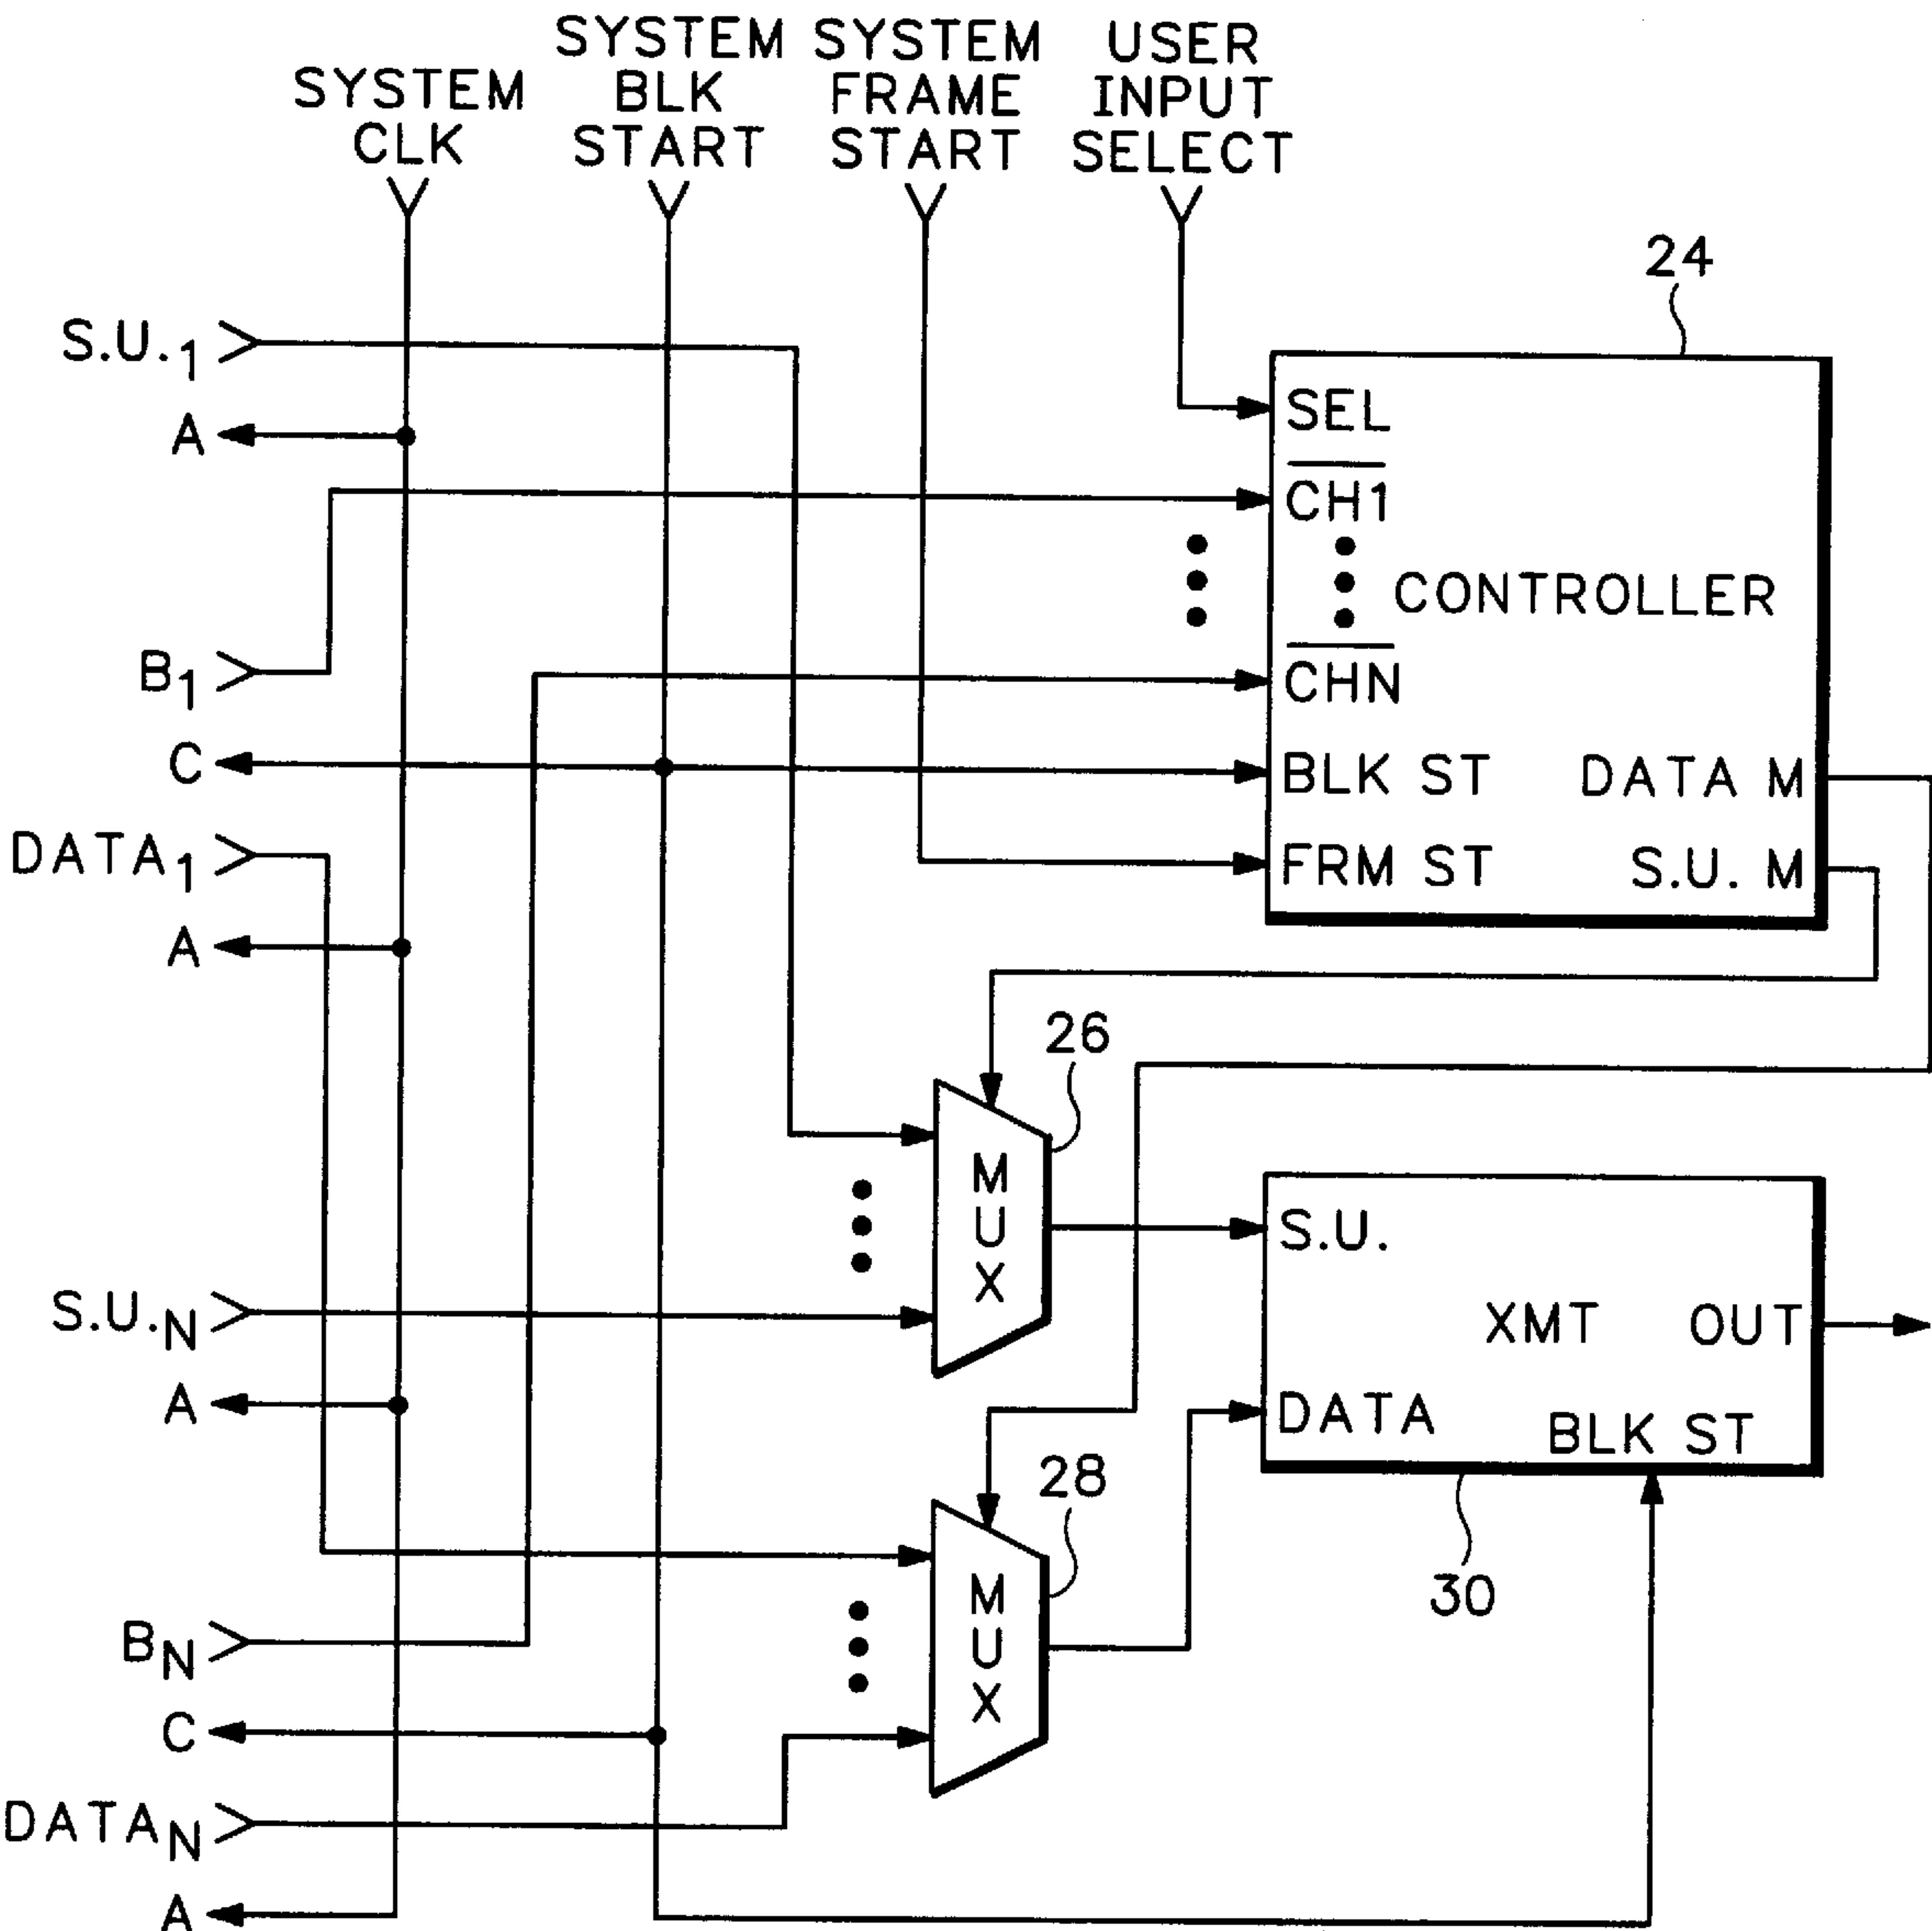 SYSTEM
CLK
SYSTEM
BLK
START
SYSTEM
FRAME
START
USER
INPUT
SELECT
24
S.U.1
A
B1
C
DATA1
A
S.U.N
A
BN
C
DATAN
A
SEL
CH1
CONTROLLER
CHN
BLK ST
DATA M
FRM ST
S.U. M
26
MUX
S.U.
XMT
OUT
DATA
BLK ST
28
MUX
30